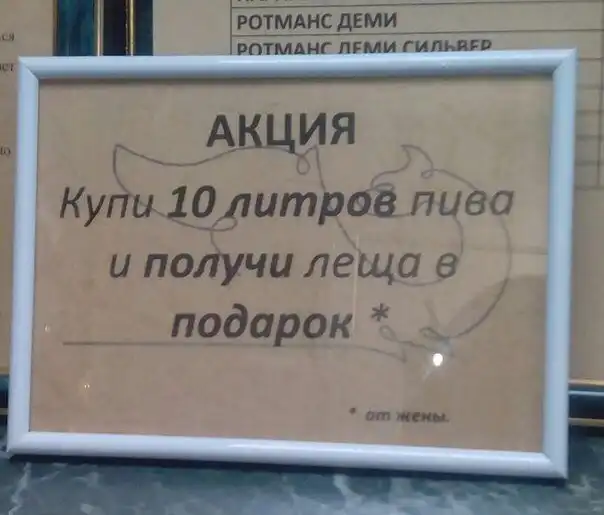 РОТМАНС ДЕМИ
РОТМАНС ДЕМИ СИЛЬВЕР
АКЦИЯ
Купи 10 литров пива
и получи леща в
подарок *
* от жены.